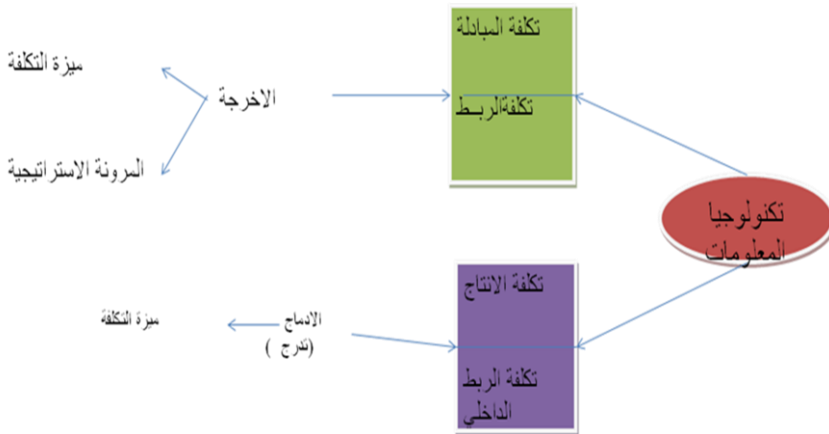 تكلفة المبادلة
تكلفةالربـط
الاخرجة
ميزة التكلفة
المرونة الاستراتيجية
تكنولوجيا
المعلومات
تكلفة الانتاج
تكلفة الربط
الداخلي
الادماج
(تدرج )
ميزة التكلفة